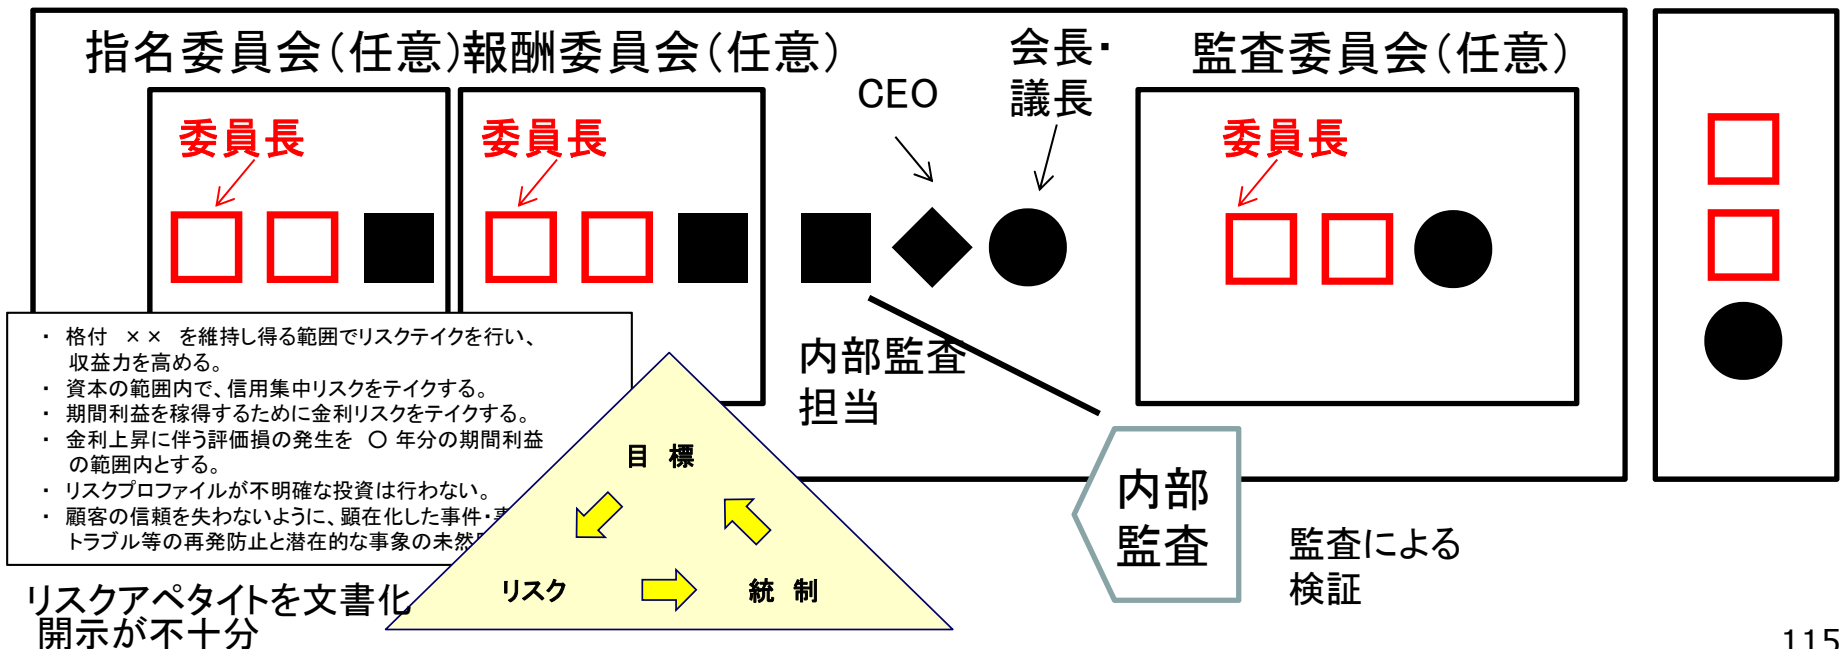 指名委員会(任意)報酬委員会(任意)
CEO
会長・
議長
監査委員会(任意)
委員長
委員長
委員長
・ 格付 ×× を維持し得る範囲でリスクテイクを行い、
収益力を高める。
・ 資本の範囲内で、信用集中リスクをテイクする。
・ 期間利益を稼得するために金利リスクをテイクする。
・ 金利上昇に伴う評価損の発生を ○ 年分の期間利益
の範囲内とする。
・ リスクプロファイルが不明確な投資は行わない。
・ 顧客の信頼を失わないように、顕在化した事件・
トラブル等の再発防止と潜在的な事象の未然
内部監査
担当
目 標
リスク
統 制
内部
監査
監査による
検証
リスクアペタイトを文書化
開示が不十分
115